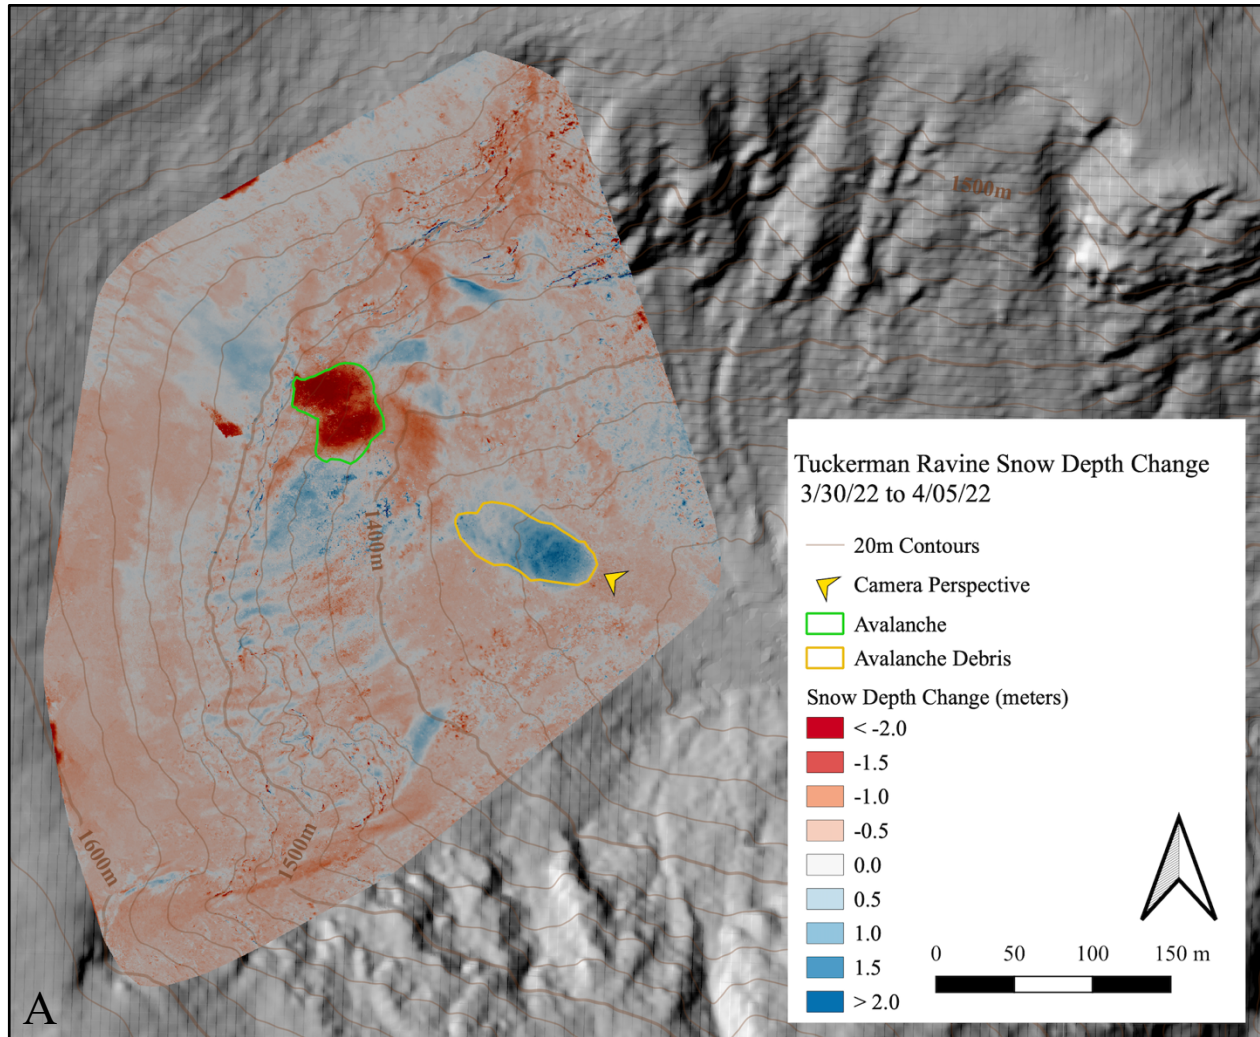 1500m
1400m
1600m
1500m
A
Tuckerman Ravine Snow Depth Change
3/30/22 to 4/05/22
20m Contours
Camera Perspective
Avalanche
Avalanche Debris
Snow Depth Change (meters)
< -2.0
-1.5
-1.0
-0.5
0.0
0.5
1.0
1.5
> 2.0
0 50 100 150 m